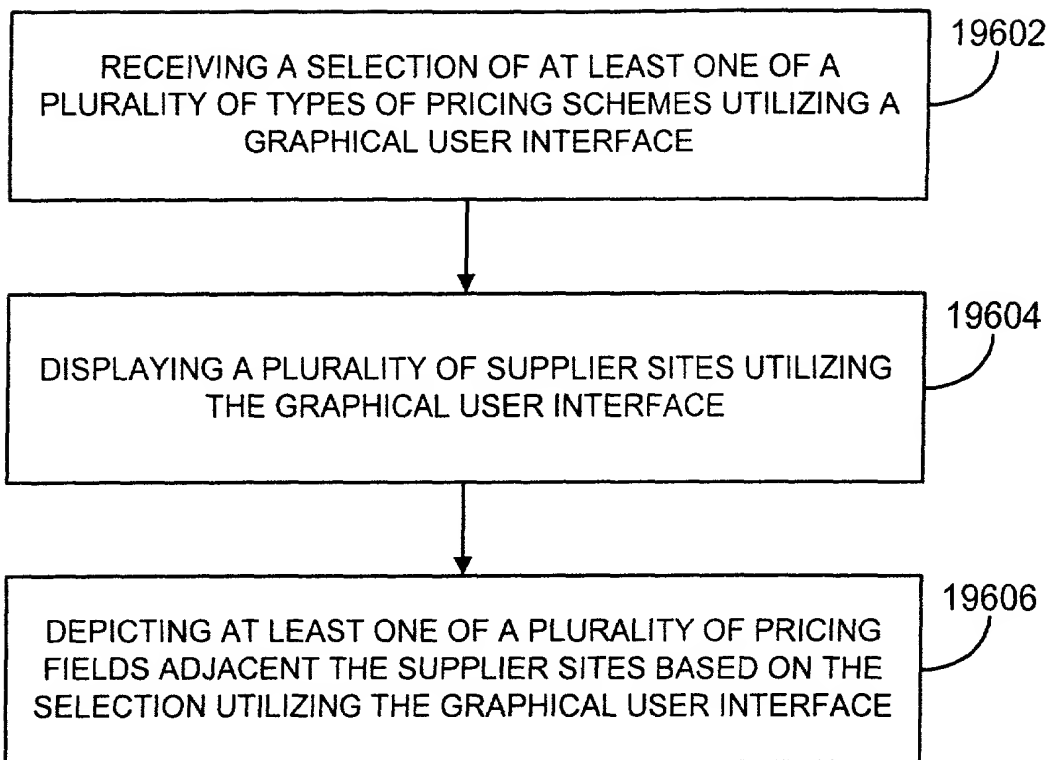 19602
RECEIVING A SELECTION OF AT LEAST ONE OF A
PLURALITY OF TYPES OF PRICING SCHEMES UTILIZING A
GRAPHICAL USER INTERFACE
19604
DISPLAYING A PLURALITY OF SUPPLIER SITES UTILIZING
THE GRAPHICAL USER INTERFACE
19606
DEPICTING AT LEAST ONE OF A PLURALITY OF PRICING
FIELDS ADJACENT THE SUPPLIER SITES BASED ON THE
SELECTION UTILIZING THE GRAPHICAL USER INTERFACE